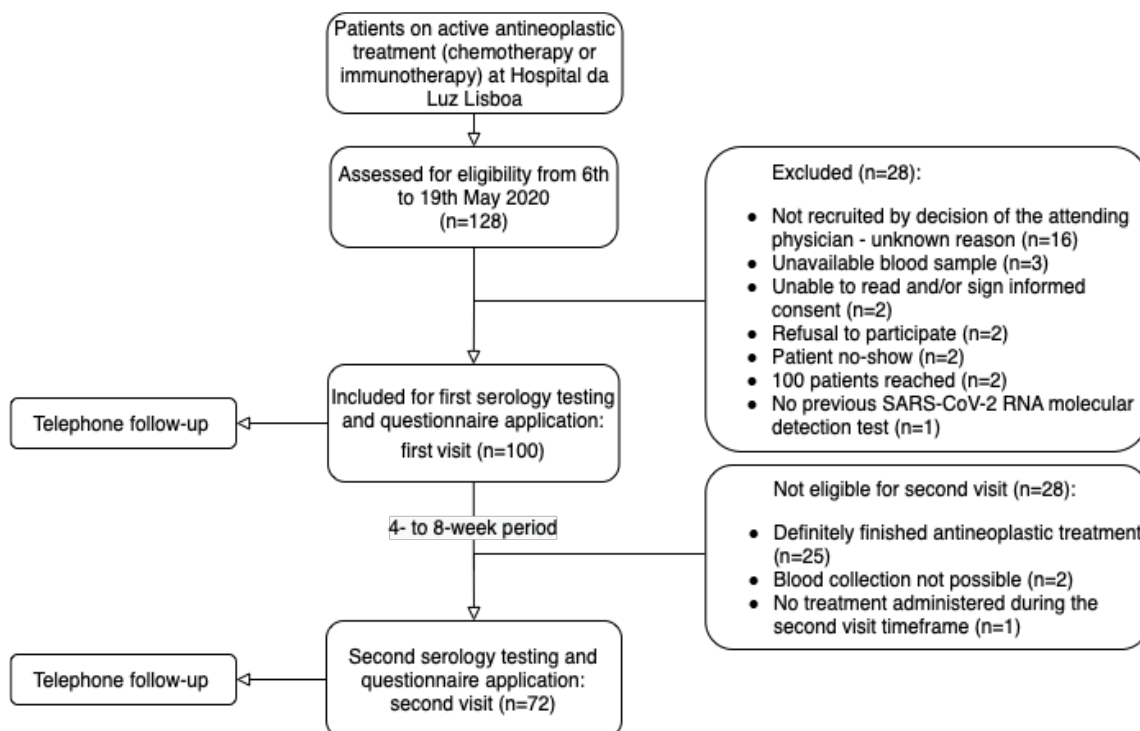 Patients on active antineoplastic
treatment (chemotherapy or
immunotherapy) at Hospital da
Luz Lisboa
Assessed for eligibility from 6th
to 19th May 2020
(n=128)
Excluded (n=28):
● Not recruited by decision of the attending
physician - unknown reason (n=16)
● Unavailable blood sample (n=3)
● Unable to read and/or sign informed
consent (n=2)
● Refusal to participate (n=2)
● Patient no-show (n=2)
● 100 patients reached (n=2)
● No previous SARS-CoV-2 RNA molecular
detection test (n=1)
Included for first serology testing
and questionnaire application:
first visit (n=100)
Telephone follow-up
4- to 8-week period
Not eligible for second visit (n=28):
● Definitely finished antineoplastic treatment
(n=25)
● Blood collection not possible (n=2)
● No treatment administered during the
second visit timeframe (n=1)
Second serology testing and
questionnaire application:
second visit (n=72)
Telephone follow-up